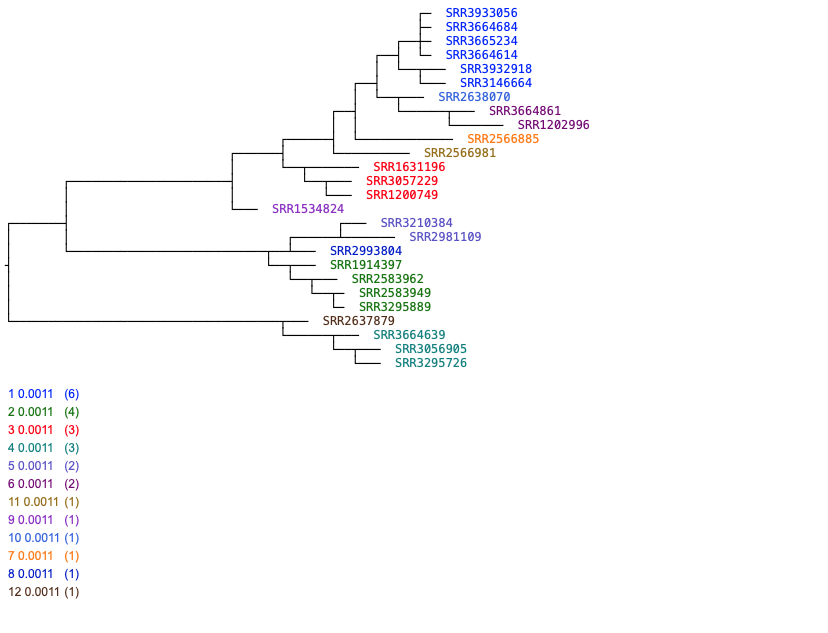 SRR3933056
SRR3664684
SRR3665234
SRR3664614
SRR3932918
SRR3146664
SRR2638070
SRR3664861
SRR1202996
SRR2566885
SRR2566981
SRR1631196
SRR3057229
SRR1200749
SRR1534824
SRR3210384
SRR2981109
SRR2993804
SRR1914397
SRR2583962
SRR2583949
SRR3295889
SRR2637879
SRR3664639
SRR3056905
SRR3295726
1 0.0011 (6)
2 0.0011 (4)
3 0.0011 (3)
4 0.0011 (3)
5 0.0011 (2)
6 0.0011 (2)
11 0.0011 (1)
9 0.0011 (1)
10 0.0011 (1)
7 0.0011 (1)
8 0.0011 (1)
12 0.0011 (1)